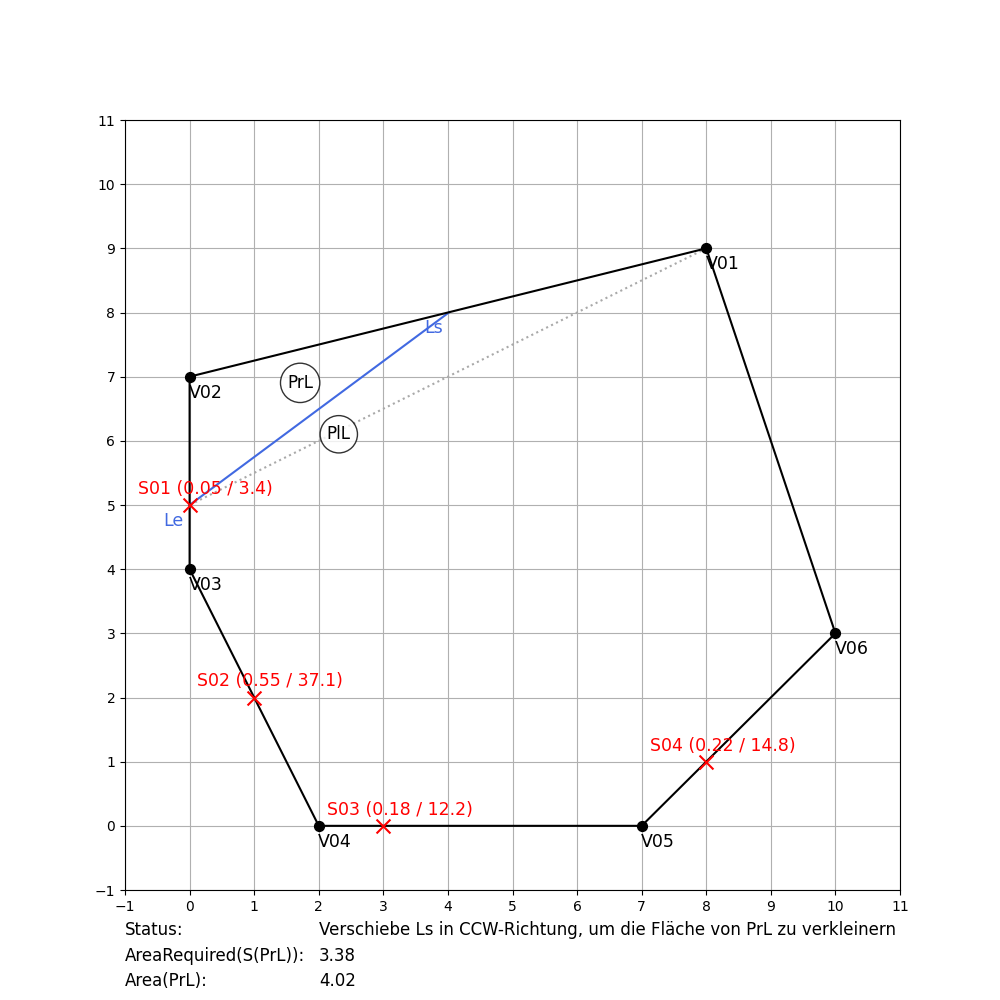 11
10
9
8
7
6
5
4
3
2
1
0
−1
−1 0 1 2 3 4 5 6 7 8 9 10 11
V01
Ls
V02
PrL
PlL
S01 (0.05 / 3.4)
Le
V03
V06
S02 (0.55 / 37.1)
S04 (0.22 / 14.8)
S03 (0.18 / 12.2)
V04
V05
Status: Verschiebe Ls in CCW-Richtung, um die Fläche von PrL zu verkleinern
AreaRequired(S(PrL)): 3.38
Area(PrL): 4.02